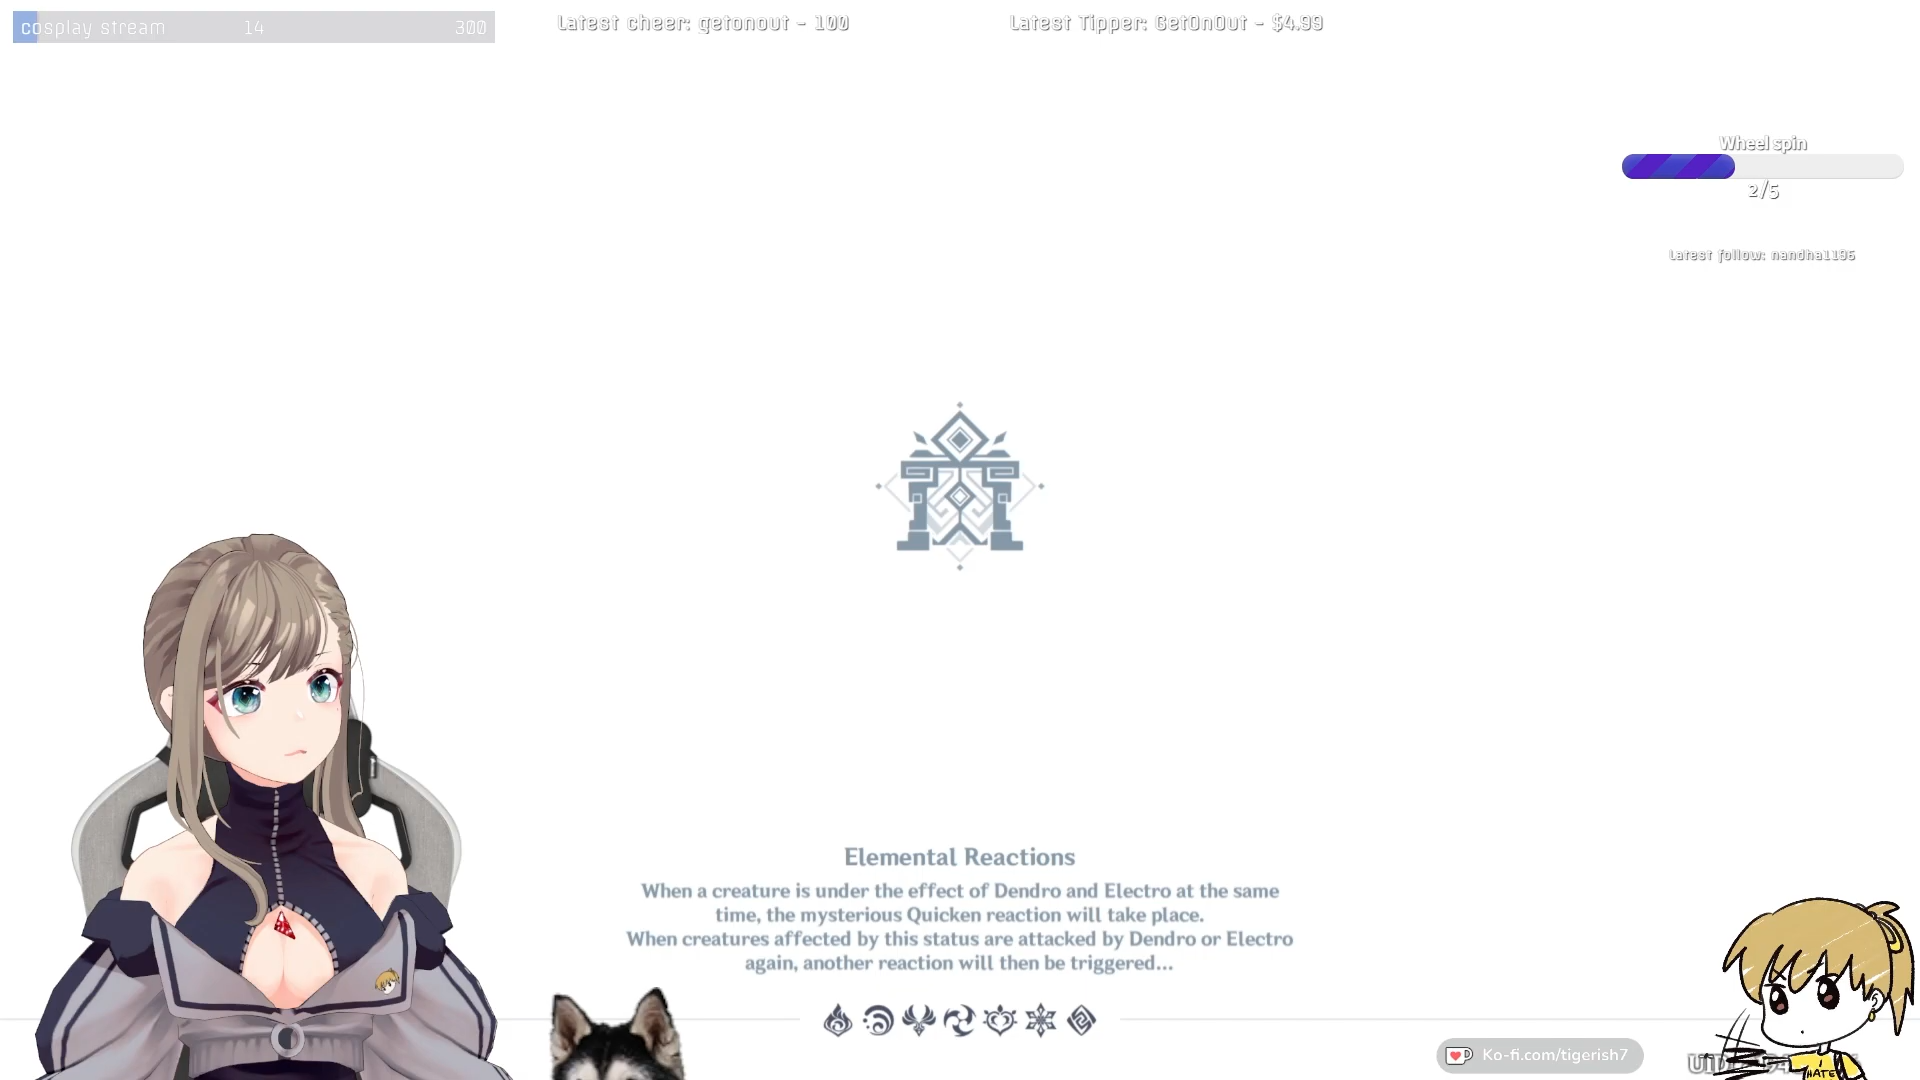 cosplay stream 14 300
Latest cheer: getonout - 100
Latest Tipper: GetOnOut - $4.99
Wheel spin
2/5
Latest follow: nandha1196
Elemental Reactions
When a creature is under the effect of Dendro and Electro at the same
time, the mysterious Quicken reaction will take place.
When creatures affected by this status are attacked by Dendro or Electro
again, another reaction will then be triggered...
Ko-fi.com/tigerish7
UID
HATE